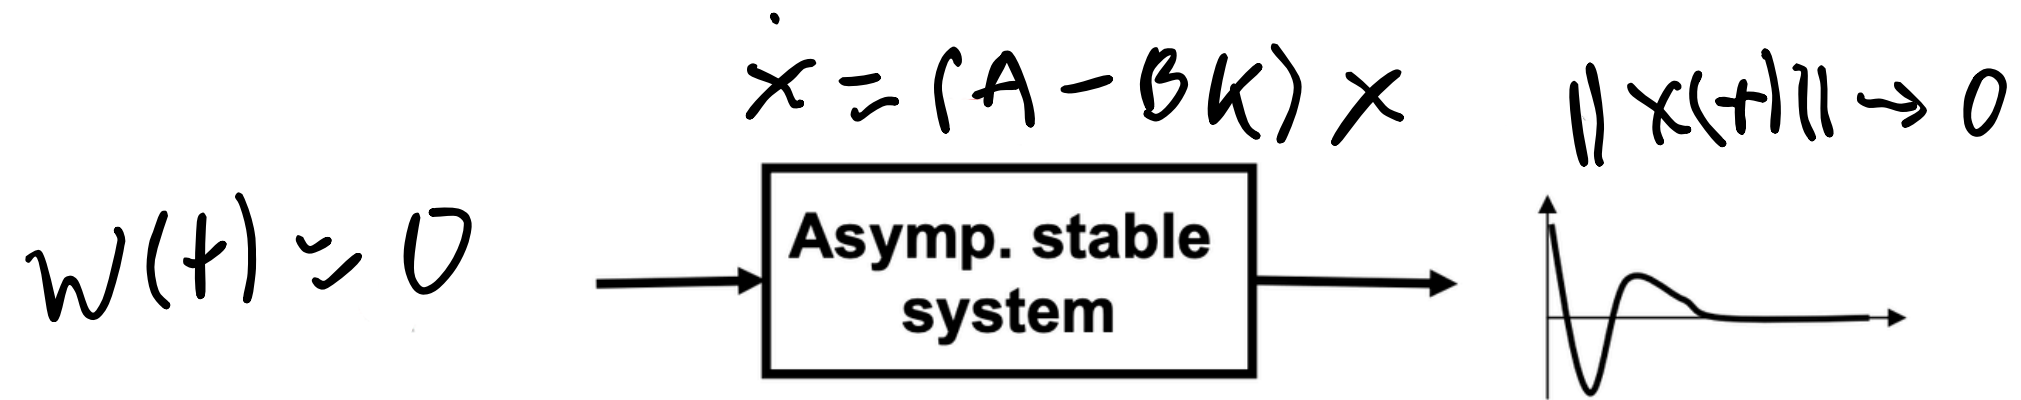 ẋ = (A - BK) x
||x(t)|| → 0
w(t) = 0
Asymp. stable
system